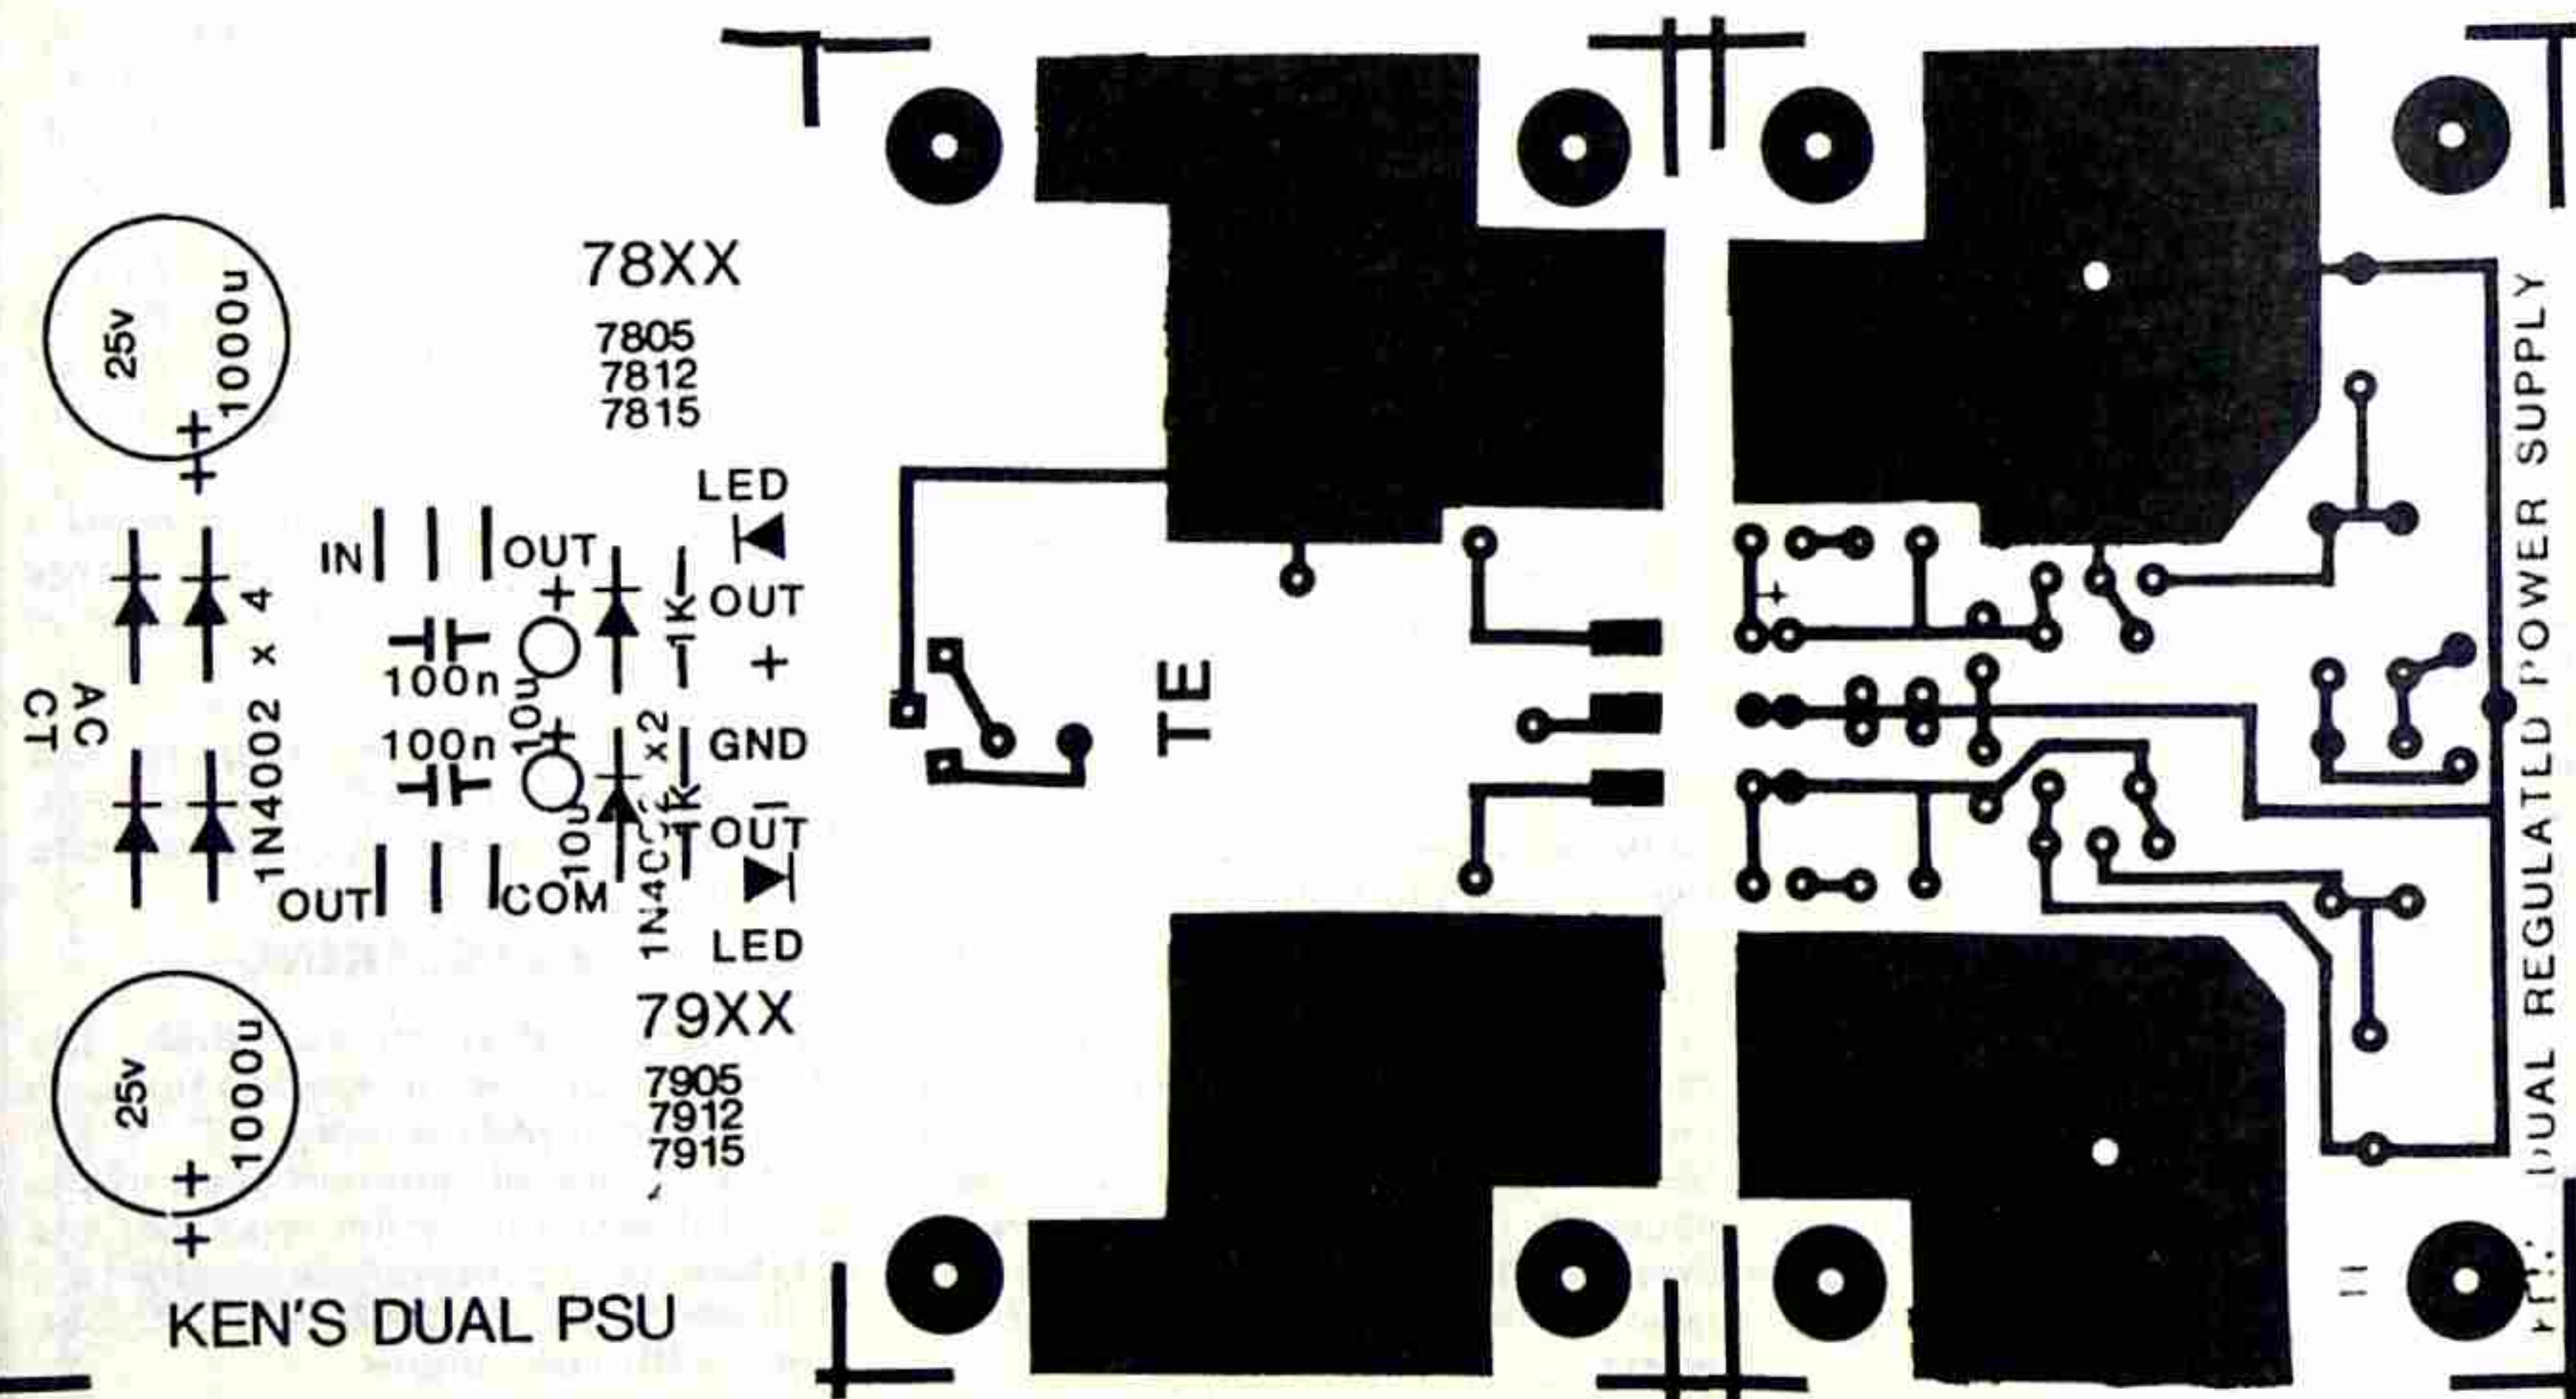 25v
1000u
+
+
78XX
7805
7812
7815
LED
IN
OUT
+
1K
OUT
+
1N4002 x 4
100n
10u
AC
CT
100n
+
10u
x2
GND
1K
−
OUT
OUT
COM
LED
79XX
7905
7912
7915
25v
1000u
+
+
KEN'S DUAL PSU
TE
+
DUAL REGULATED POWER SUPPLY